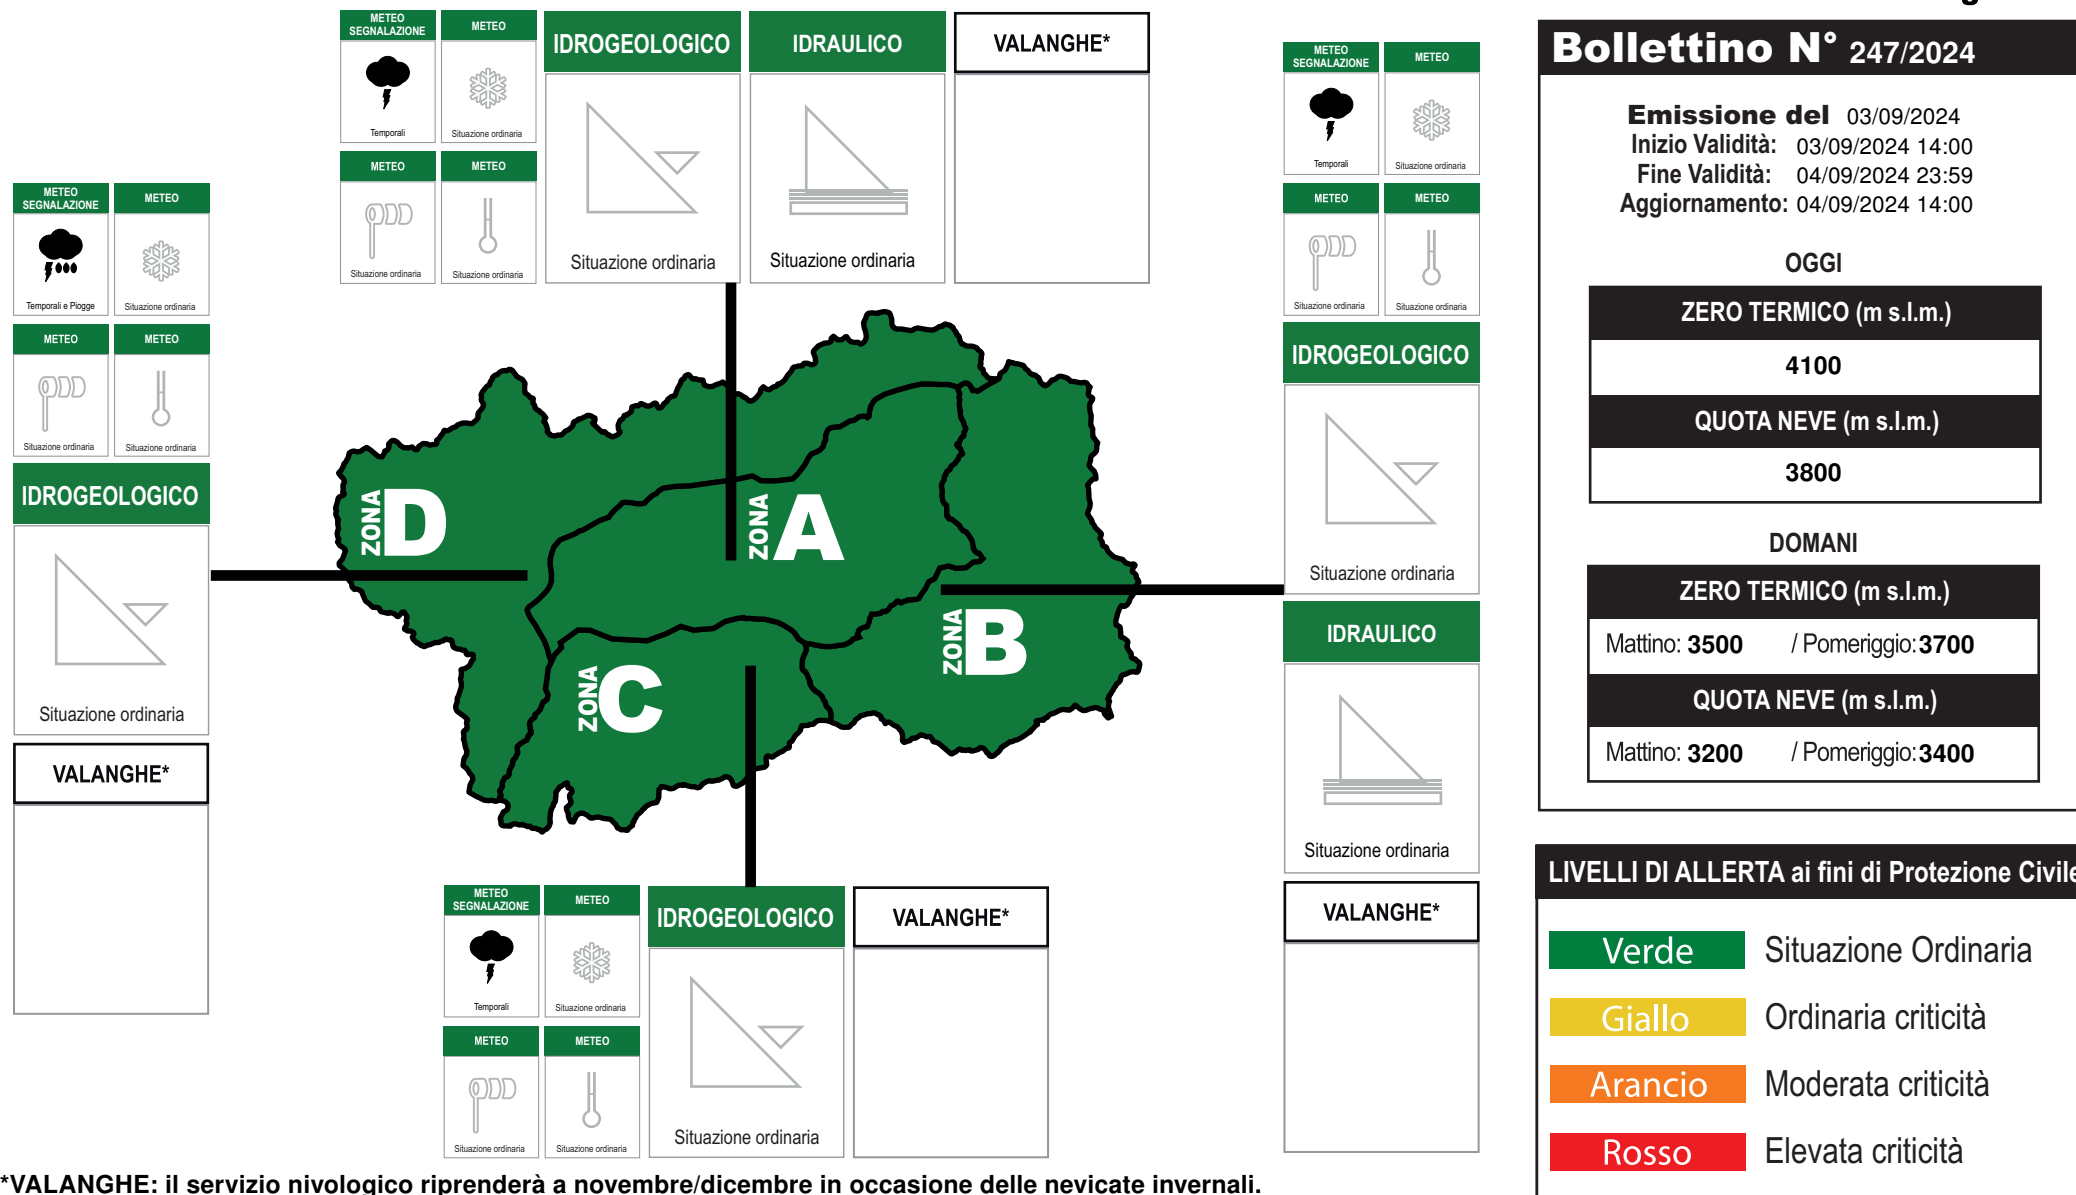 METEO
SEGNALAZIONE
METEO
IDROGEOLOGICO
IDRAULICO
VALANGHE*
Temporali
Situazione ordinaria
METEO
METEO
Situazione ordinaria
Situazione ordinaria
Situazione ordinaria
Situazione ordinaria
METEO
SEGNALAZIONE
METEO
Temporali e Piogge
Situazione ordinaria
METEO
METEO
Situazione ordinaria
Situazione ordinaria
IDROGEOLOGICO
Situazione ordinaria
VALANGHE*
ZONA D
ZONA A
ZONA B
ZONA C
METEO
SEGNALAZIONE
METEO
Temporali
Situazione ordinaria
METEO
METEO
Situazione ordinaria
Situazione ordinaria
IDROGEOLOGICO
Situazione ordinaria
IDRAULICO
Situazione ordinaria
VALANGHE*
METEO
SEGNALAZIONE
METEO
IDROGEOLOGICO
VALANGHE*
Temporali
Situazione ordinaria
METEO
METEO
Situazione ordinaria
Situazione ordinaria
Situazione ordinaria
*VALANGHE: il servizio nivologico riprenderà a novembre/dicembre in occasione delle nevicate invernali.
Bollettino N° 247/2024
Emissione del 03/09/2024
Inizio Validità: 03/09/2024 14:00
Fine Validità: 04/09/2024 23:59
Aggiornamento: 04/09/2024 14:00
OGGI
ZERO TERMICO (m s.l.m.)
4100
QUOTA NEVE (m s.l.m.)
3800
DOMANI
ZERO TERMICO (m s.l.m.)
Mattino: 3500 / Pomeriggio: 3700
QUOTA NEVE (m s.l.m.)
Mattino: 3200 / Pomeriggio: 3400
LIVELLI DI ALLERTA ai fini di Protezione Civile
Verde Situazione Ordinaria
Giallo Ordinaria criticità
Arancio Moderata criticità
Rosso Elevata criticità